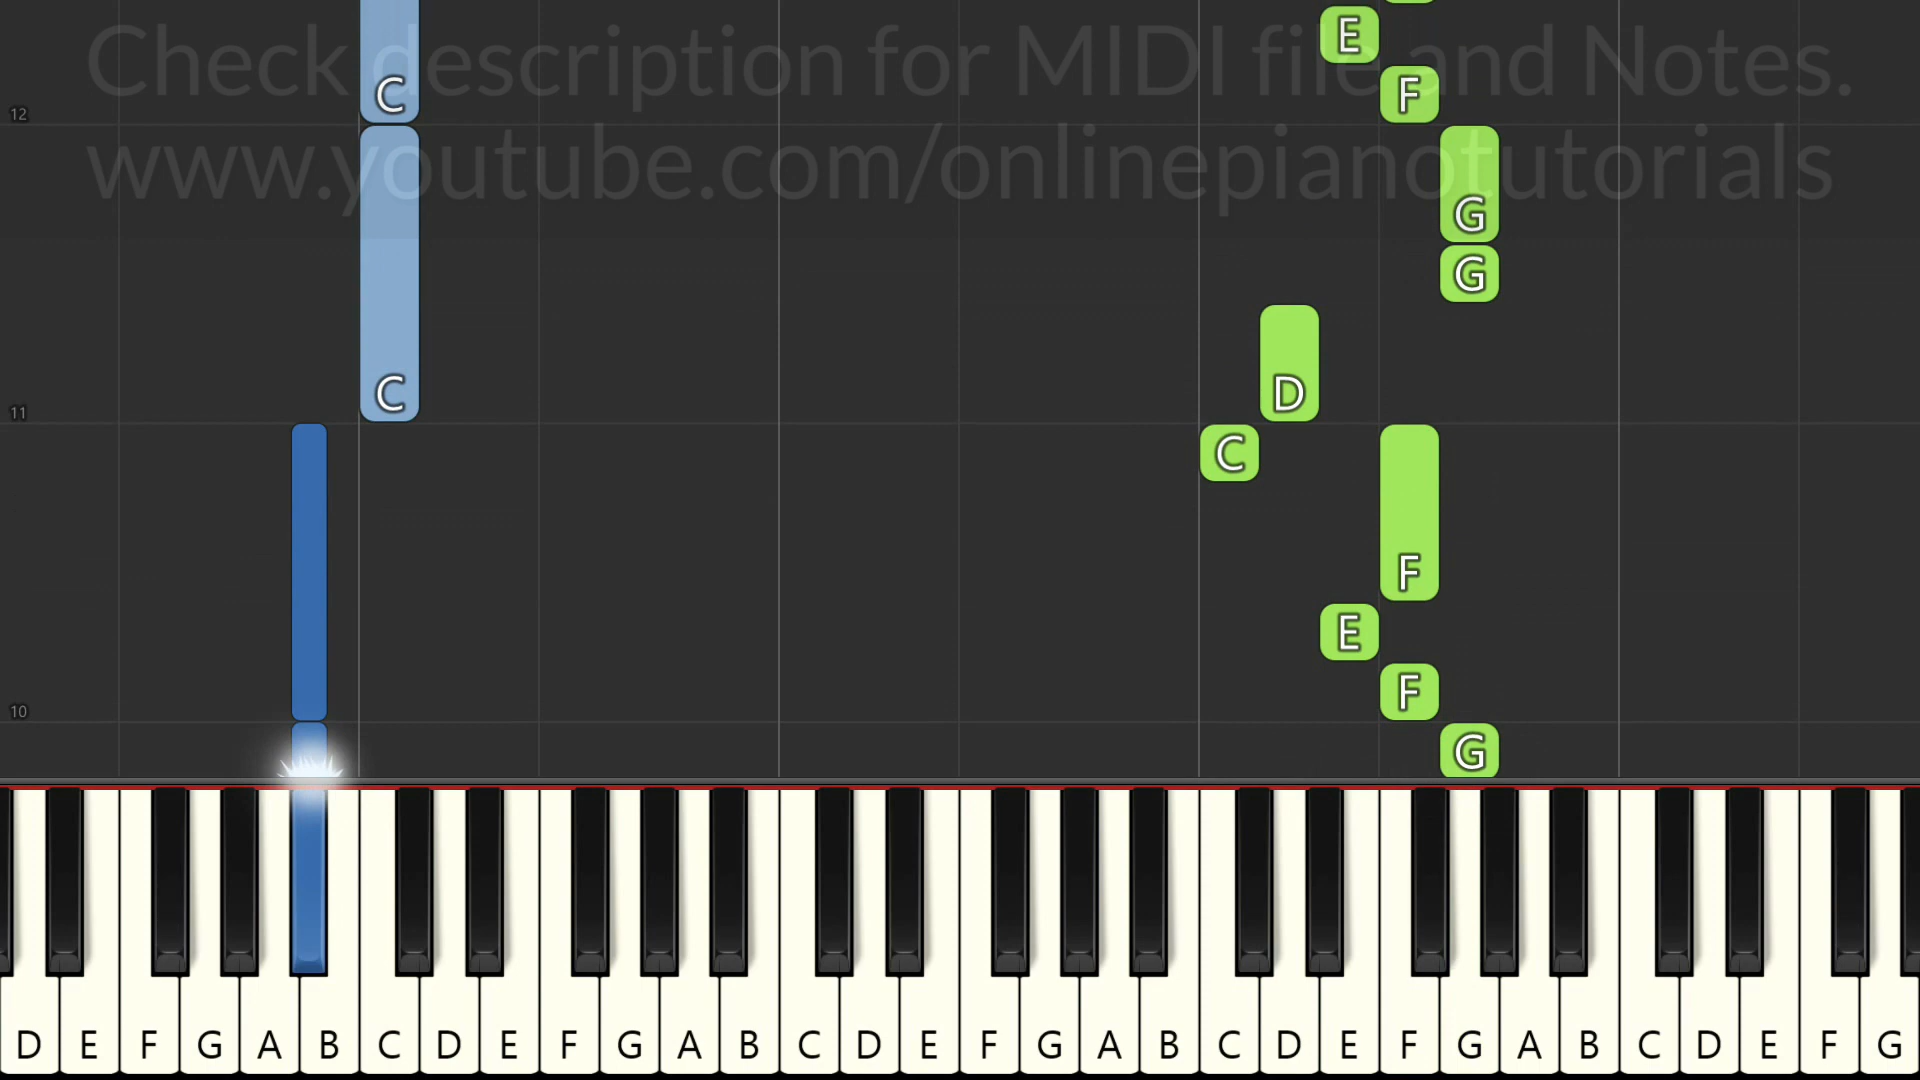 E
Check description for MIDI file and Notes.
C F
12
www.youtube.com/onlinepianotutorials
G
G
C D
11
C
F
E
F
10
G
D E F G A B C D E F G A B C D E F G A B C D E F G A B C D E F G